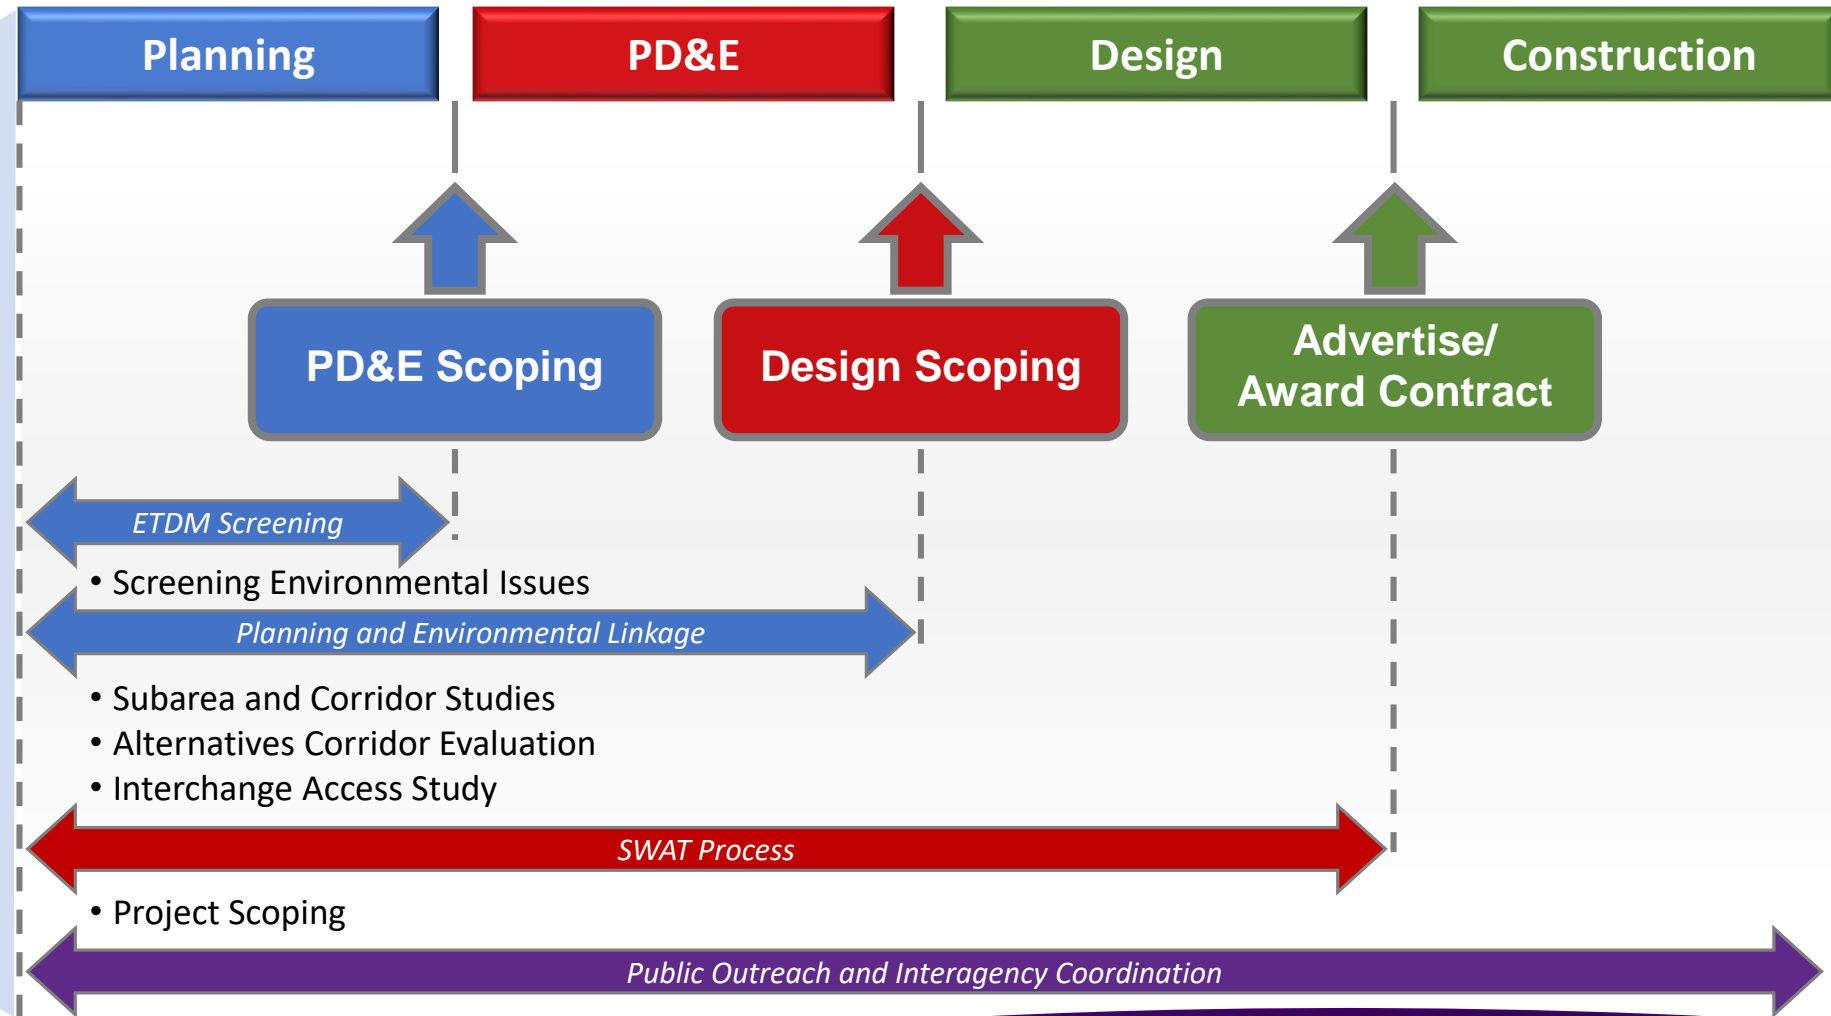 Planning
PD&E
Design
Construction
PD&E Scoping
Design Scoping
Advertise/
Award Contract
ETDM Screening
• Screening Environmental Issues
Planning and Environmental Linkage
• Subarea and Corridor Studies
• Alternatives Corridor Evaluation
• Interchange Access Study
SWAT Process
• Project Scoping
Public Outreach and Interagency Coordination